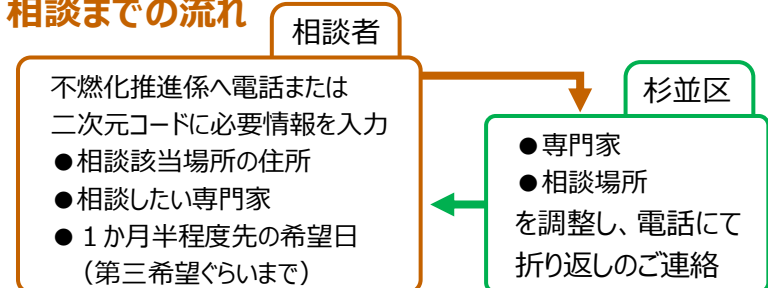 相談までの流れ
相談者
不燃化推進係へ電話または
二次元コードに必要情報を入力
●相談該当場所の住所
●相談したい専門家
●１か月半程度先の希望日
（第三希望ぐらいまで）
杉並区
●専門家
●相談場所
を調整し、電話にて
折り返しのご連絡